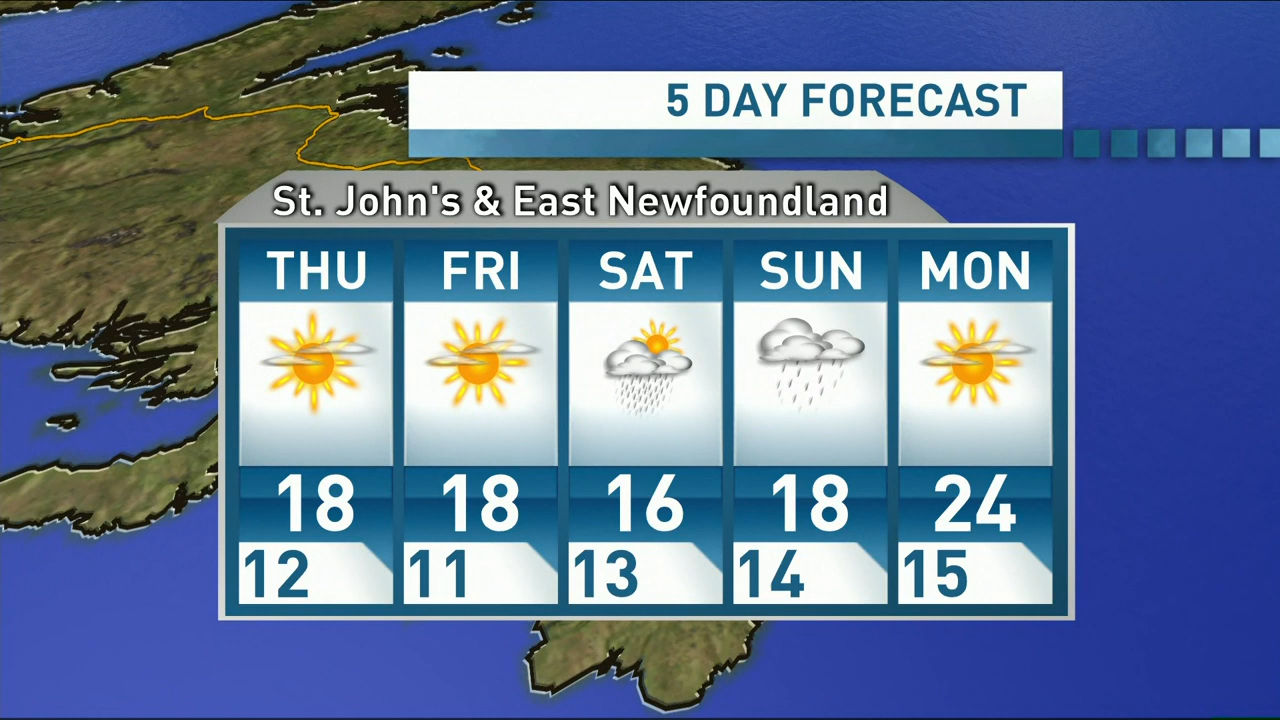 5 DAY FORECAST
St. John's & East Newfoundland
THU FRI SAT SUN MON
18 18 16 18 24
12 11 13 14 15